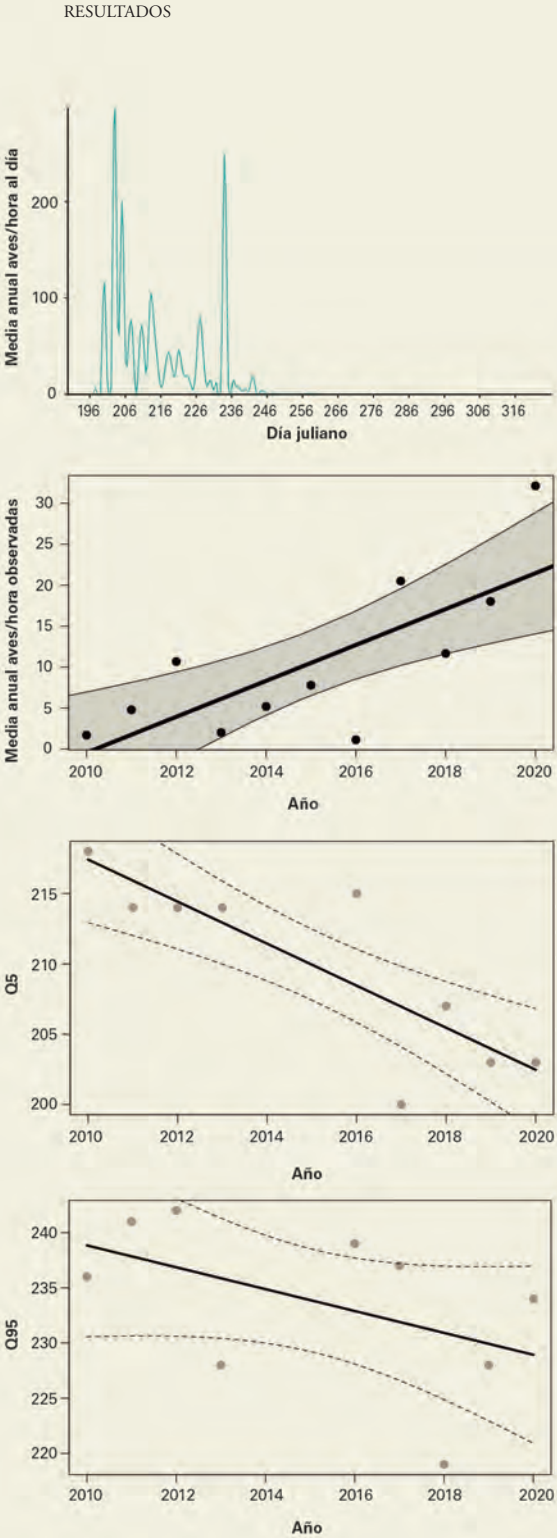 RESULTADOS
Media anual aves/hora al día
200
100
0
196 206 216 226 236 246 256 266 276 286 296 306 316
Día juliano
Media anual aves/hora observadas
30
25
20
15
10
5
0
2010 2012 2014 2016 2018 2020
Año
Q5
215
210
205
200
2010 2012 2014 2016 2018 2020
Año
Q95
240
235
230
225
220
2010 2012 2014 2016 2018 2020
Año